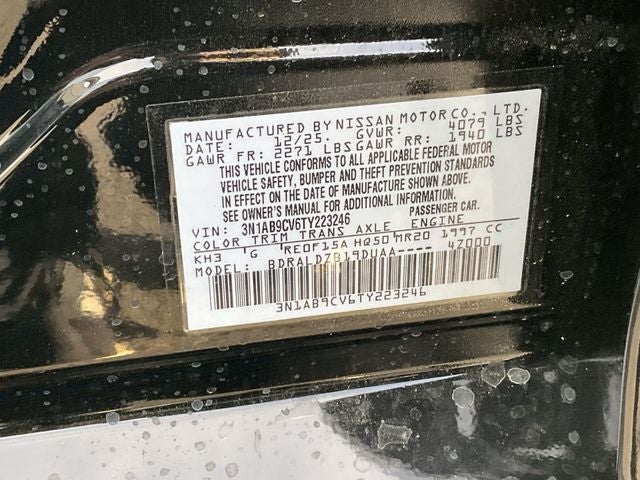 MANUFACTURED BY NISSAN MOTOR CO., LTD.
DATE: 12/25. GVWR: 4079 LBS
GAWR FR: 2271 LBS GAWR RR: 1940 LBS
THIS VEHICLE CONFORMS TO ALL APPLICABLE FEDERAL MOTOR
VEHICLE SAFETY, BUMPER AND THEFT PREVENTION STANDARDS
IN EFFECT ON THE DATE OF MANUFACTURE SHOWN ABOVE.
SEE OWNER'S MANUAL FOR ADDITIONAL INFORMATION.
VIN: 3N1AB9CV6TY223246 PASSENGER CAR.
COLOR TRIM TRANS AXLE ENGINE
KH3 G RE0F15A HQ50 MR20 1997 CC
MODEL: BDRALDZB19DUAA---- 4Z000
3N1AB9CV6TY223246